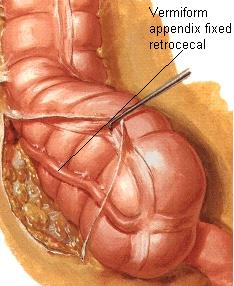 Vermiform
appendix fixed
retrocecal